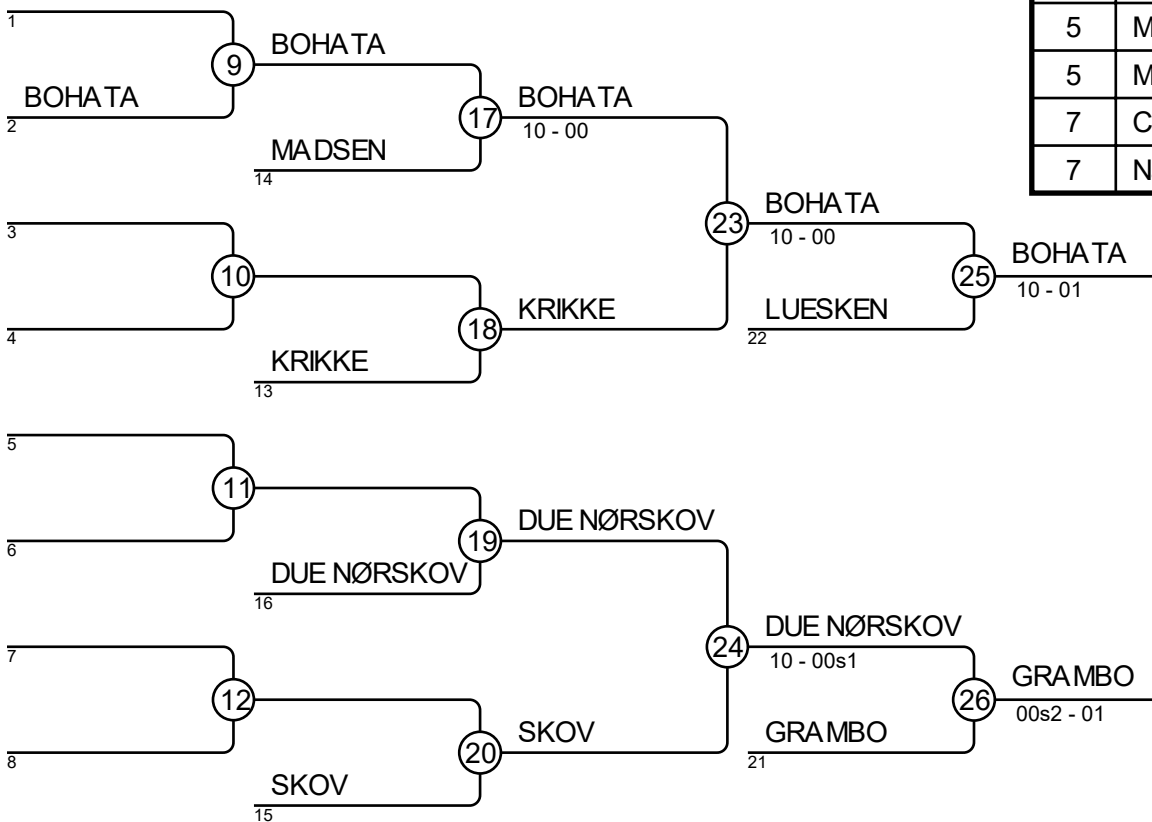 1
5 M
BOHATA
9
5 M
BOHATA
BOHATA
2
17
10 - 00
7 C
MADSEN
14
7 N
3
BOHATA
23
10 - 00
BOHATA
10
25
10 - 01
KRIKKE
LUESKEN
4
18
22
KRIKKE
13
5
11
DUE NØRSKOV
6
19
DUE NØRSKOV
16
DUE NØRSKOV
7
24
10 - 00s1
GRAMBO
12
26
00s2 - 01
SKOV
GRAMBO
8
20
21
SKOV
15